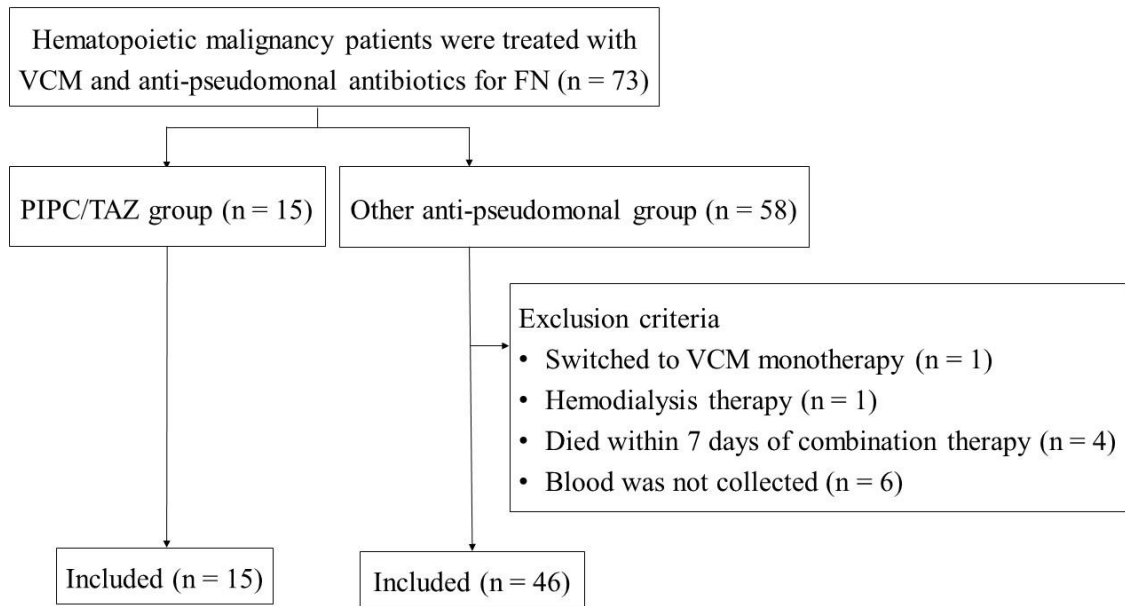 Hematopoietic malignancy patients were treated with
VCM and anti-pseudomonal antibiotics for FN (n = 73)
PIPC/TAZ group (n = 15)
Other anti-pseudomonal group (n = 58)
Exclusion criteria
• Switched to VCM monotherapy (n = 1)
• Hemodialysis therapy (n = 1)
• Died within 7 days of combination therapy (n = 4)
• Blood was not collected (n = 6)
Included (n = 15)
Included (n = 46)